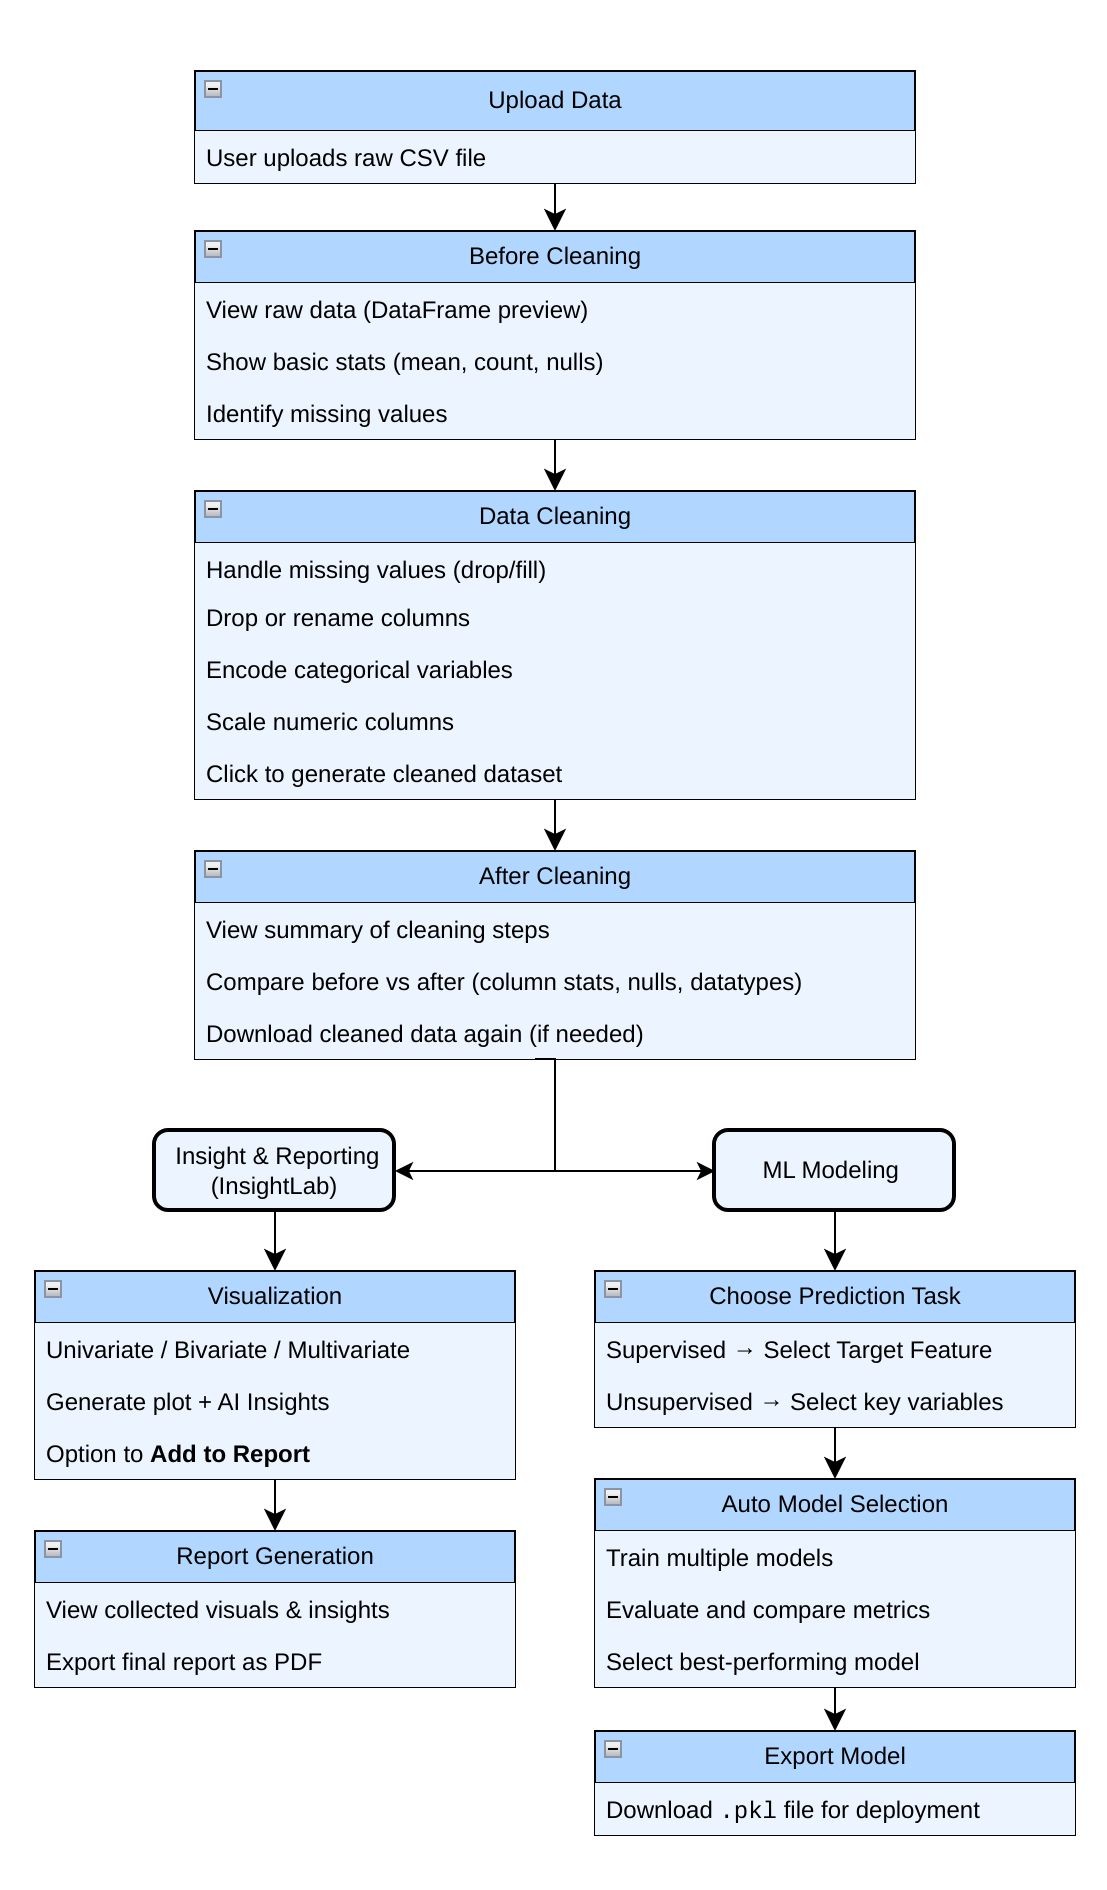 Upload Data
User uploads raw CSV file
Before Cleaning
View raw data (DataFrame preview)
Show basic stats (mean, count, nulls)
Identify missing values
Data Cleaning
Handle missing values (drop/fill)
Drop or rename columns
Encode categorical variables
Scale numeric columns
Click to generate cleaned dataset
After Cleaning
View summary of cleaning steps
Compare before vs after (column stats, nulls, datatypes)
Download cleaned data again (if needed)
Insight & Reporting
(InsightLab)
Visualization
Univariate / Bivariate / Multivariate
Generate plot + AI Insights
Option to Add to Report
Report Generation
View collected visuals & insights
Export final report as PDF
ML Modeling
Choose Prediction Task
Supervised → Select Target Feature
Unsupervised → Select key variables
Auto Model Selection
Train multiple models
Evaluate and compare metrics
Select best-performing model
Export Model
Download .pkl file for deployment